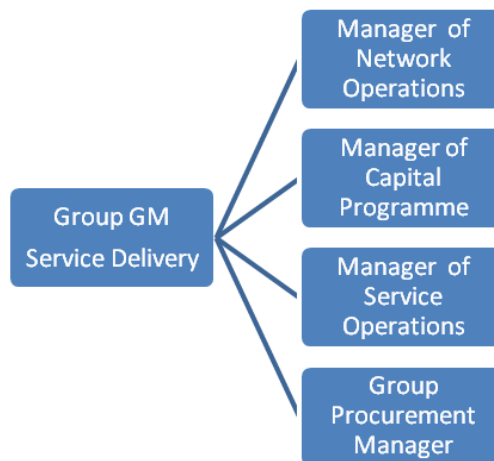 Manager of
Network
Operations
Manager of
Capital
Programme
Group GM
Service Delivery
Manager of
Service
Operations
Group
Procurement
Manager